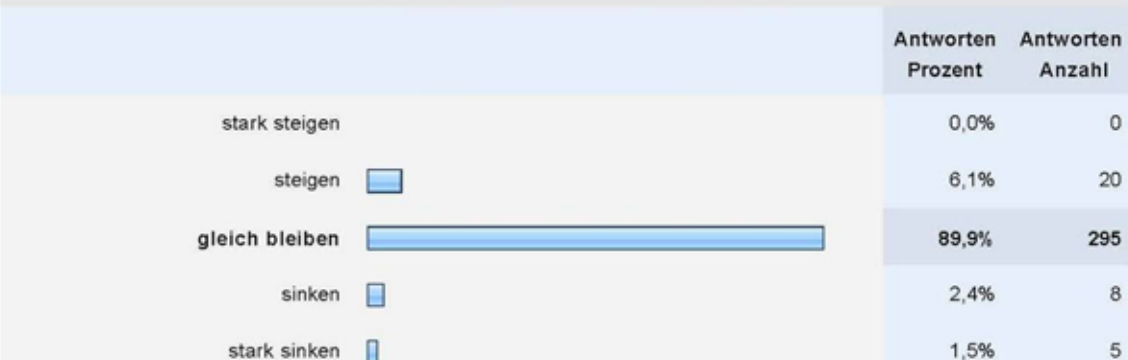 Antworten Antworten
Prozent Anzahl
stark steigen 0,0% 0
steigen 6,1% 20
gleich bleiben 89,9% 295
sinken 2,4% 8
stark sinken 1,5% 5